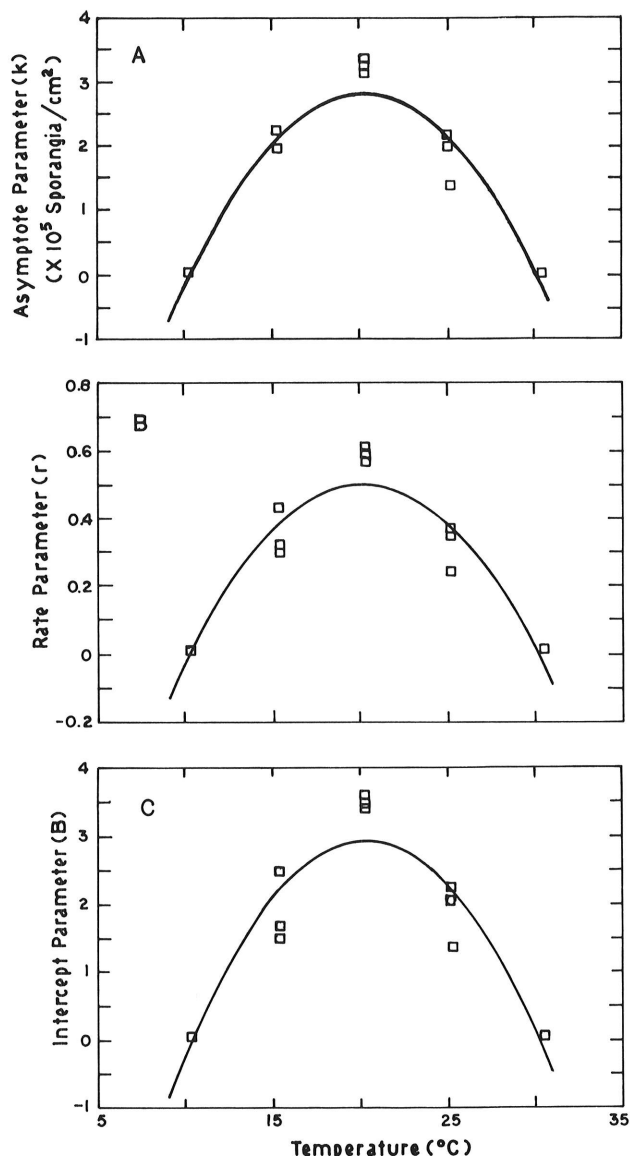 A
Asymptote Parameter (k)
(X 10⁵ Sporangia/cm²)
4
3
2
1
0
-1
B
Rate Parameter (r)
0.8
0.6
0.4
0.2
0
-0.2
C
Intercept Parameter (B)
4
3
2
1
0
-1
5
15
25
35
Temperature (°C)